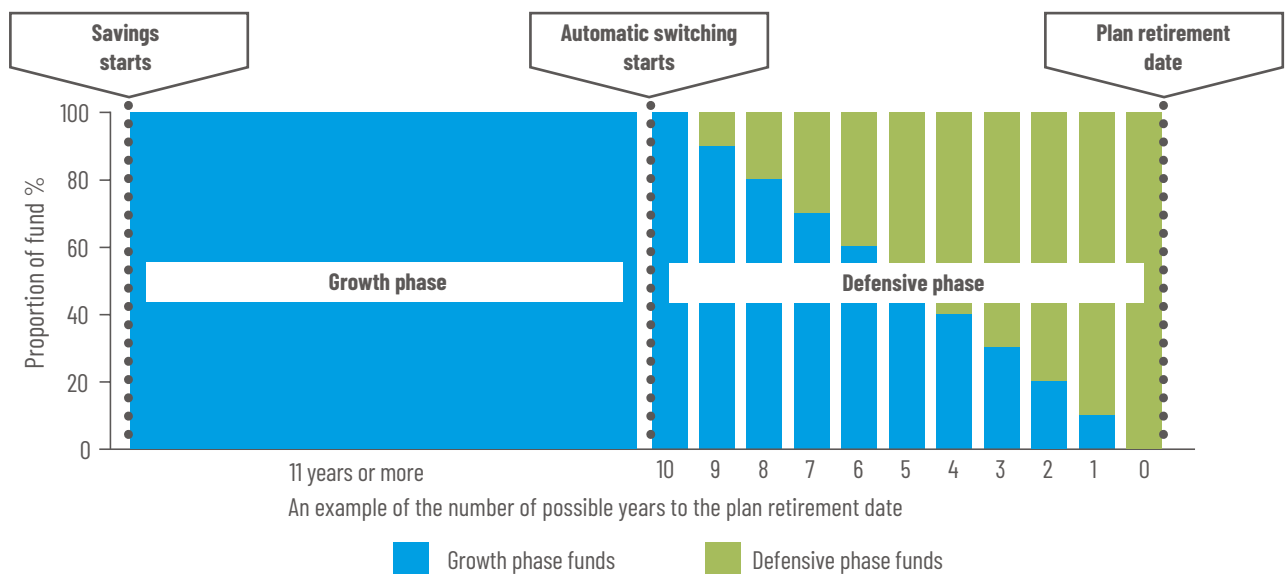 Savings
starts
Automatic switching
starts
Plan retirement
date
Proportion of fund %
100
80
60
40
20
0
Growth phase
Defensive phase
11 years or more
10 9 8 7 6 5 4 3 2 1 0
An example of the number of possible years to the plan retirement date
Growth phase funds
Defensive phase funds